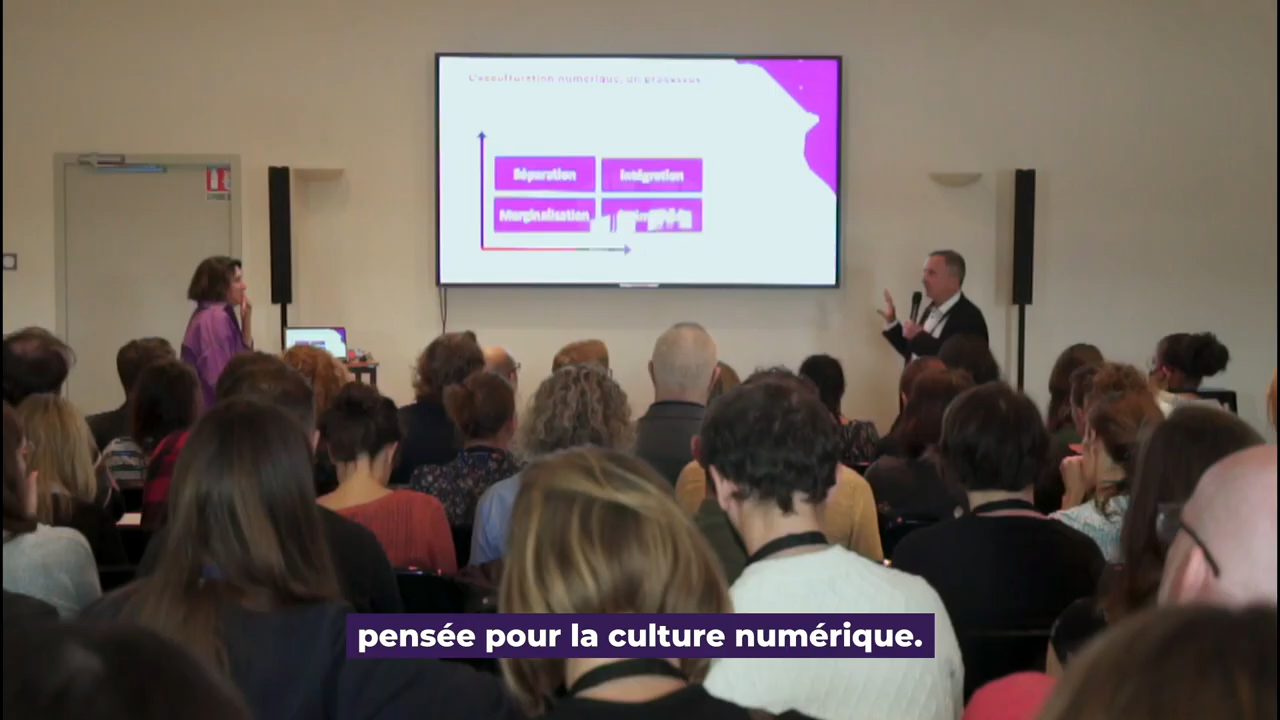 L'acculturation numérique, un processus
Séparation
Intégration
Marginalisation
pensée pour la culture numérique.